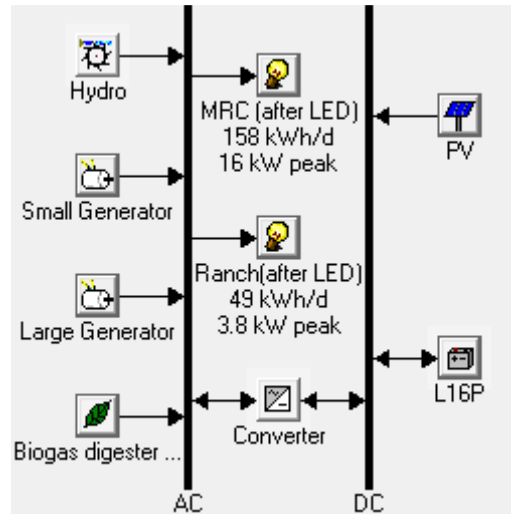 Hydro
MRC (after LED)
158 kWh/d
16 kW peak
PV
Small Generator
Ranch(after LED)
49 kWh/d
3.8 kW peak
Large Generator
L16P
Biogas digester ...
Converter
AC
DC